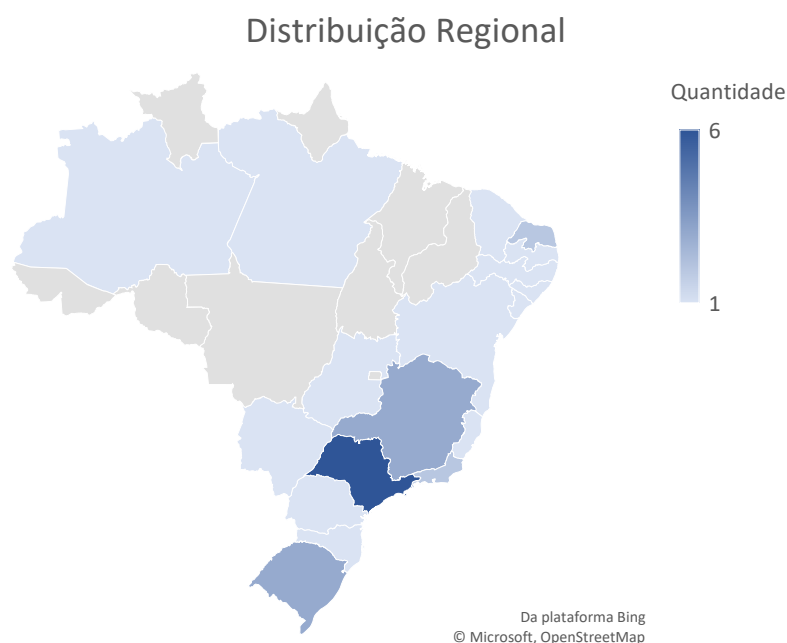 Distribuição Regional
Quantidade
6
1
Da plataforma Bing
© Microsoft, OpenStreetMap